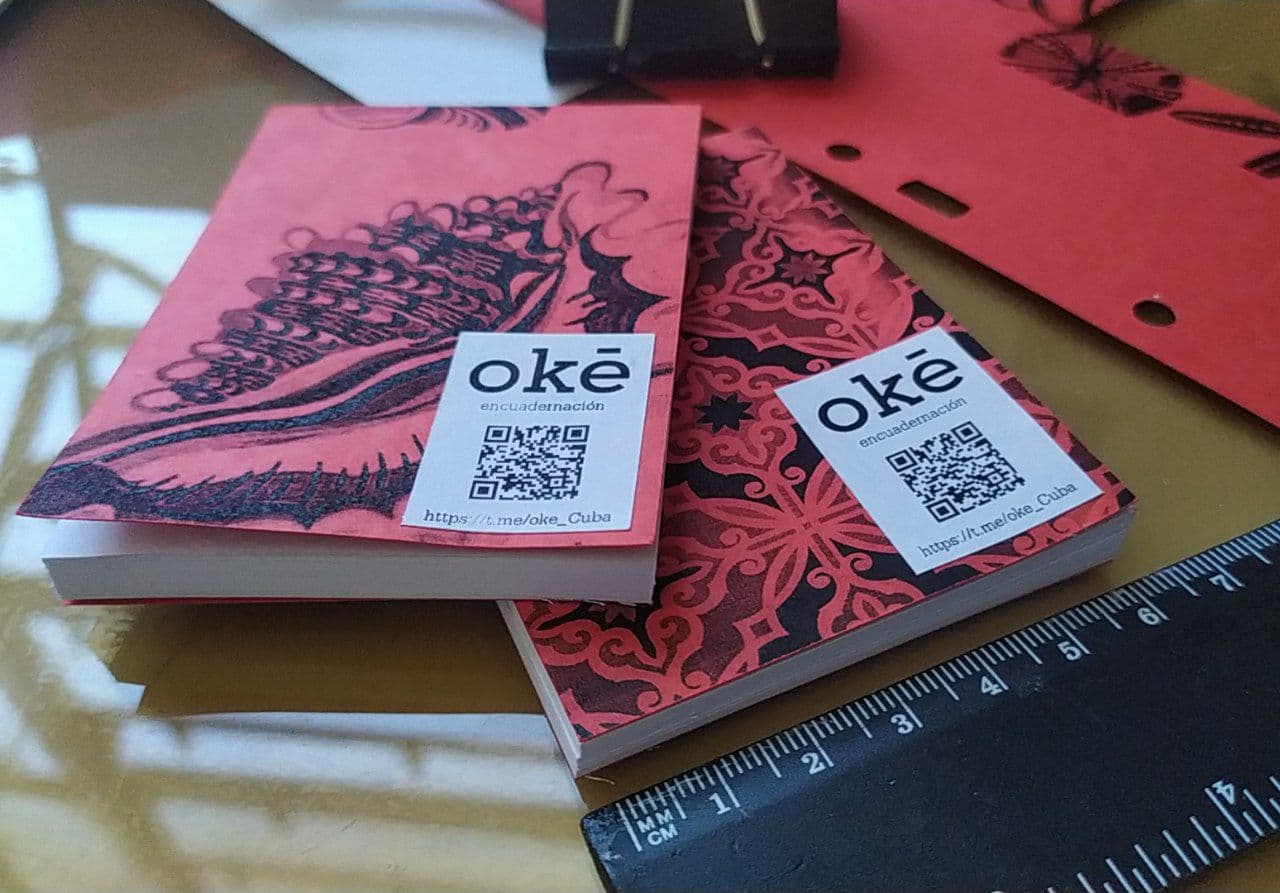 okē
encuadernación
https://t.me/oke_Cuba
okē
encuadernación
https://t.me/oke_Cuba
MM
CM
1 2 3 4 5 6 7
4